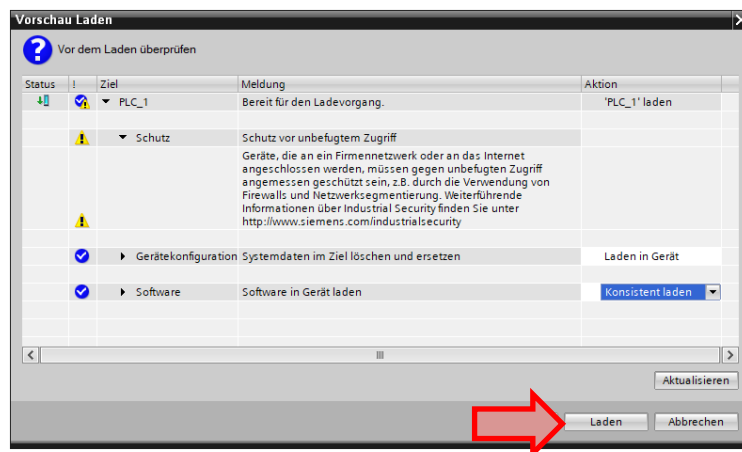 Vorschau Laden
Vor dem Laden überprüfen
Status ! Ziel Meldung Aktion
PLC_1 Bereit für den Ladevorgang. 'PLC_1' laden
Schutz Schutz vor unbefugtem Zugriff
Geräte, die an ein Firmennetzwerk oder an das Internet
angeschlossen werden, müssen gegen unbefugten Zugriff
angemessen geschützt sein, z.B. durch die Verwendung von
Firewalls und Netzwerksegmentierung. Weiterführende
Informationen über Industrial Security finden Sie unter
http://www.siemens.com/industrialsecurity
Gerätekonfiguration Systemdaten im Ziel löschen und ersetzen Laden in Gerät
Software Software in Gerät laden Konsistent laden
Aktualisieren
Laden Abbrechen